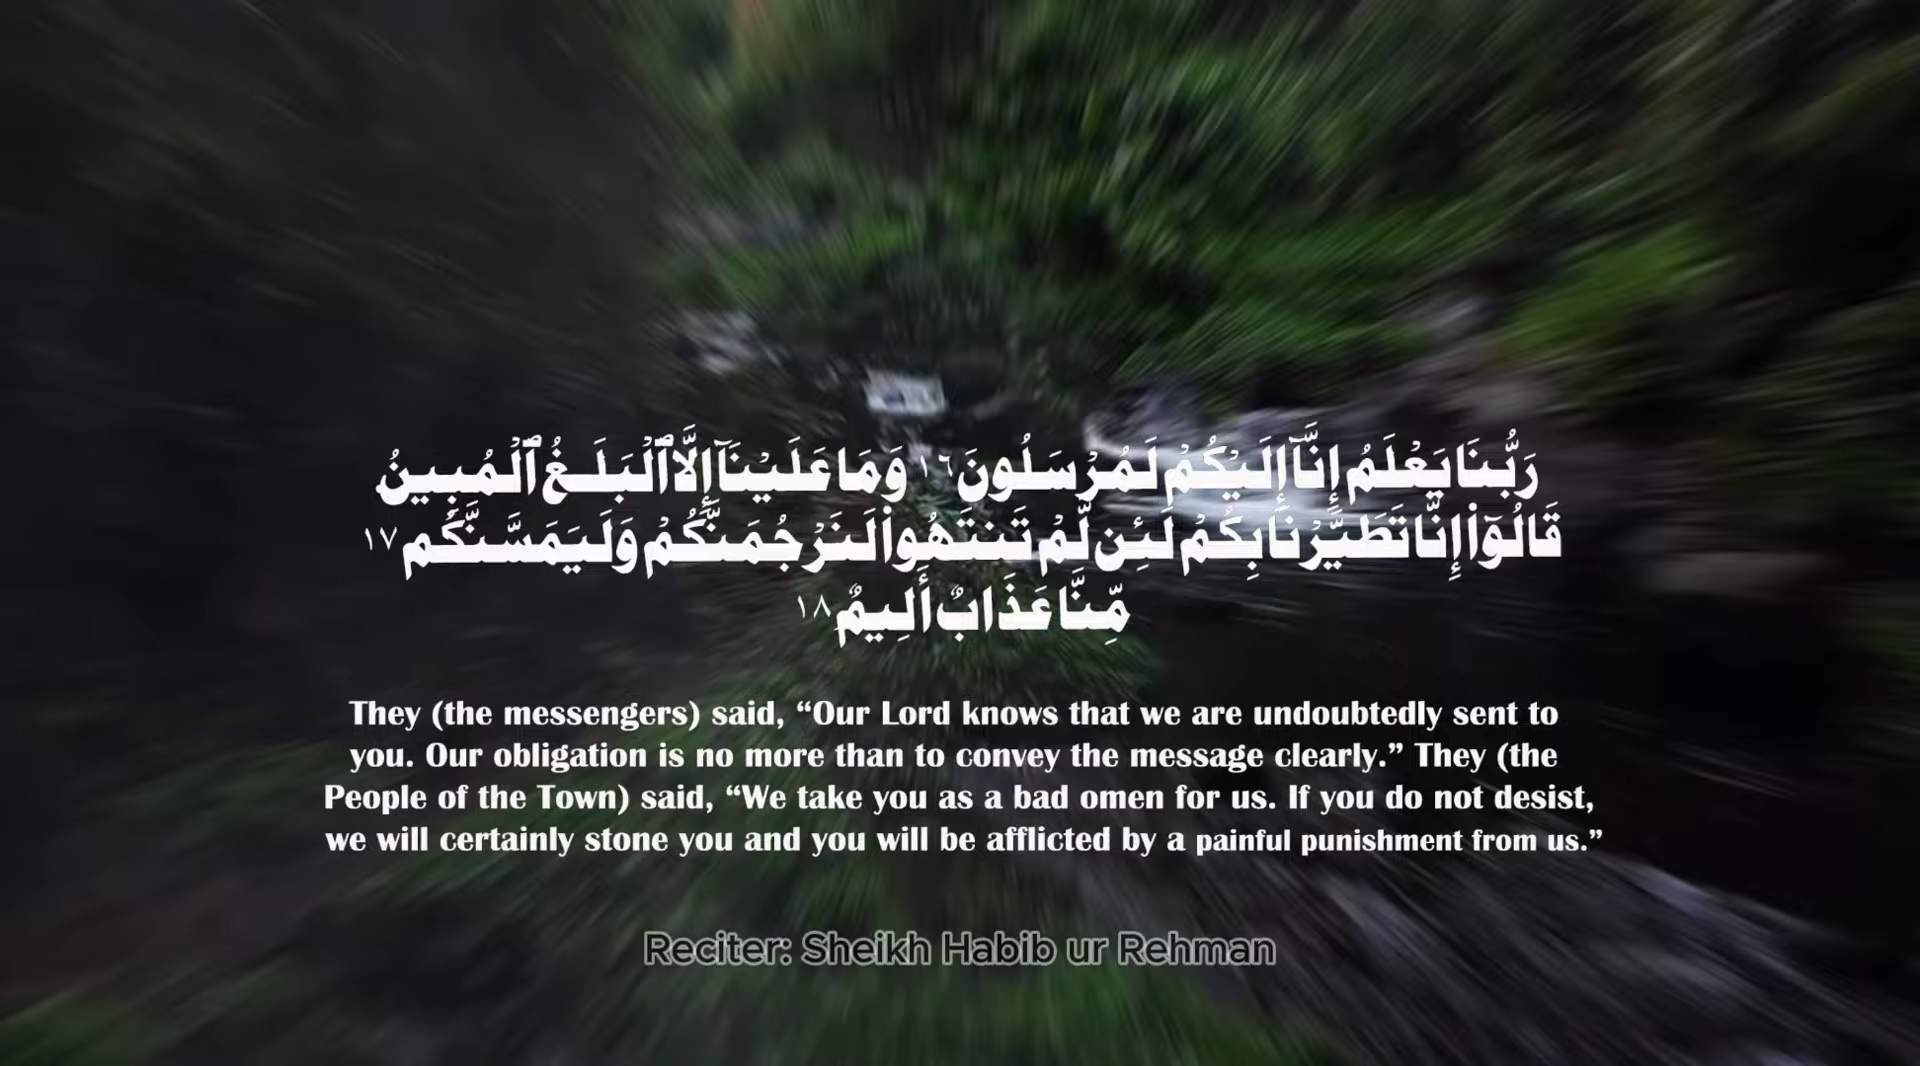 رَبُّنَا يَعْلَمُ إِنَّآ إِلَيْكُمْ لَمُرْسَلُونَ ١٦ وَمَا عَلَيْنَآ إِلَّا ٱلْبَلَـٰغُ ٱلْمُبِينُ
قَالُوٓا۟ إِنَّا تَطَيَّرْنَا بِكُمْ لَئِن لَّمْ تَنتَهُوا۟ لَنَرْجُمَنَّكُمْ وَلَيَمَسَّنَّكُم ١٧
مِّنَّا عَذَابٌ أَلِيمٌ ١٨
They (the messengers) said, “Our Lord knows that we are undoubtedly sent to
you. Our obligation is no more than to convey the message clearly.” They (the
People of the Town) said, “We take you as a bad omen for us. If you do not desist,
we will certainly stone you and you will be afflicted by a painful punishment from us.”
Reciter: Sheikh Habib ur Rehman